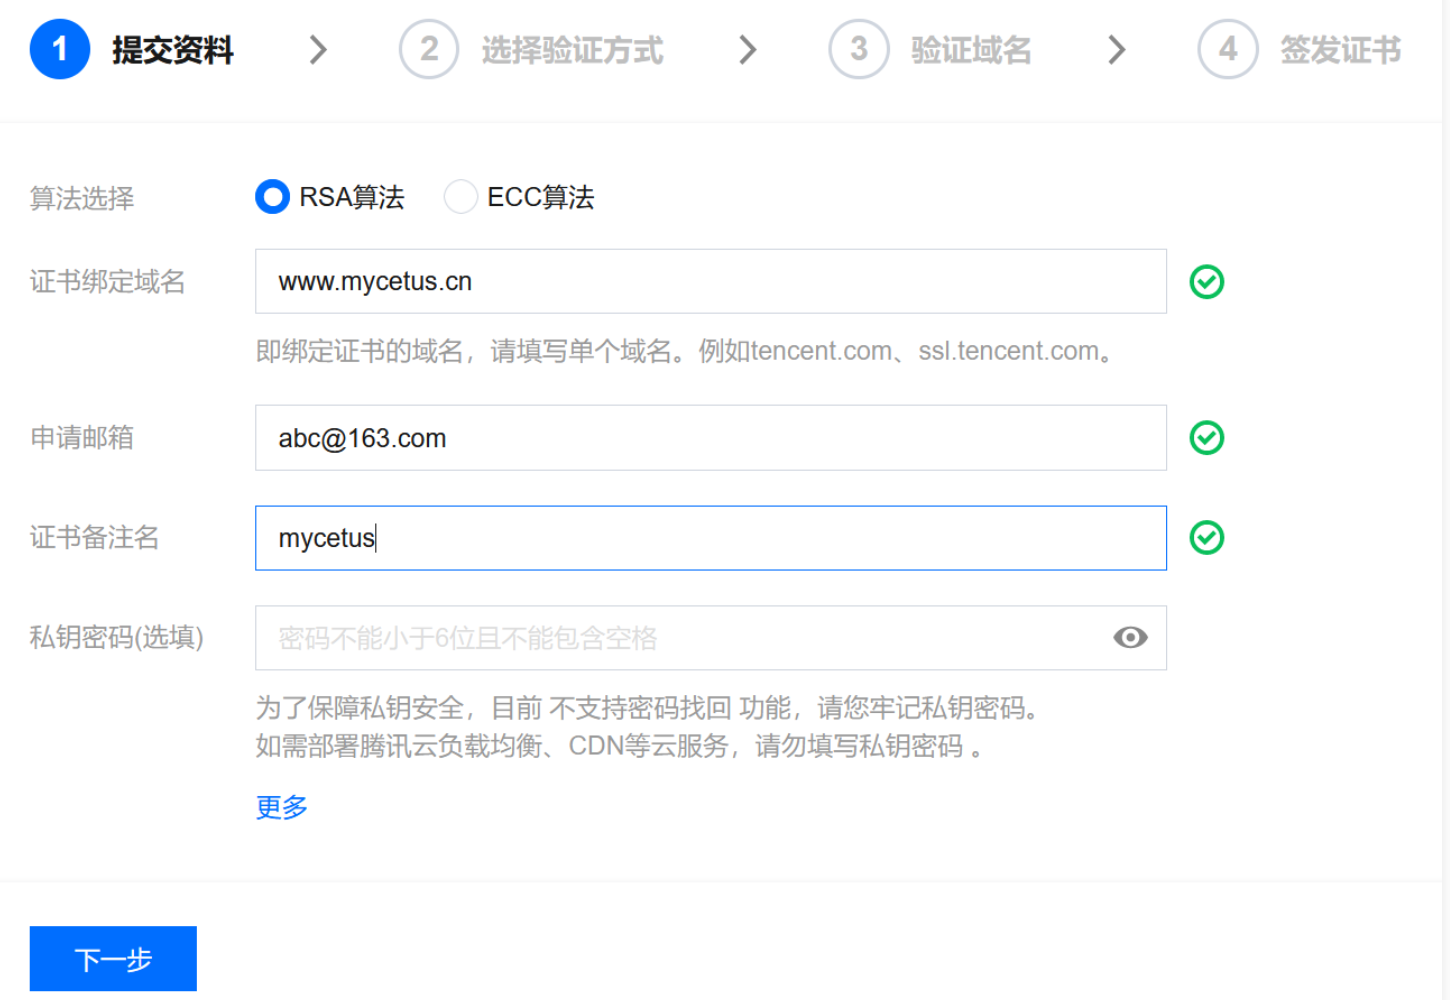 1 提交资料 2 选择验证方式 3 验证域名 4 签发证书
算法选择 RSA算法 ECC算法
证书绑定域名 www.mycetus.cn
即绑定证书的域名，请填写单个域名。例如tencent.com、ssl.tencent.com。
申请邮箱 abc@163.com
证书备注名 mycetus
私钥密码(选填) 密码不能小于6位且不能包含空格
为了保障私钥安全，目前 不支持密码找回 功能，请您牢记私钥密码。
如需部署腾讯云负载均衡、CDN等云服务，请勿填写私钥密码 。
更多
下一步